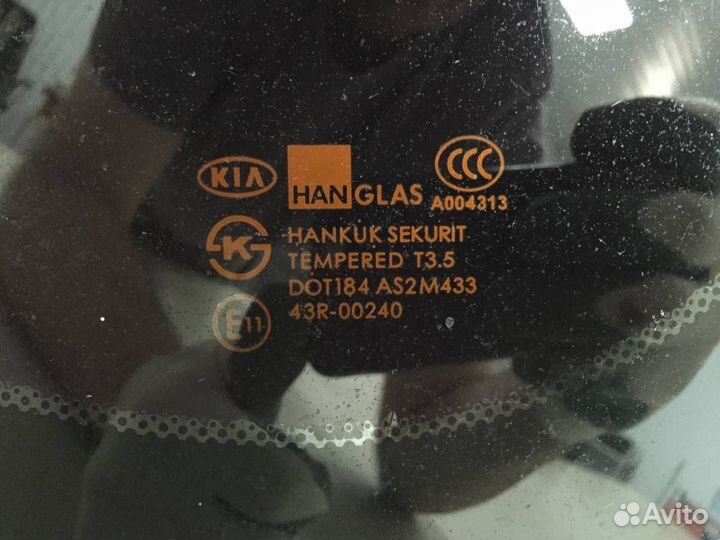 KIA HANGLAS CCC
A004313
K HANKUK SEKURIT
TEMPERED T3.5
DOT184 AS2M433
E11 43R-00240
Avito